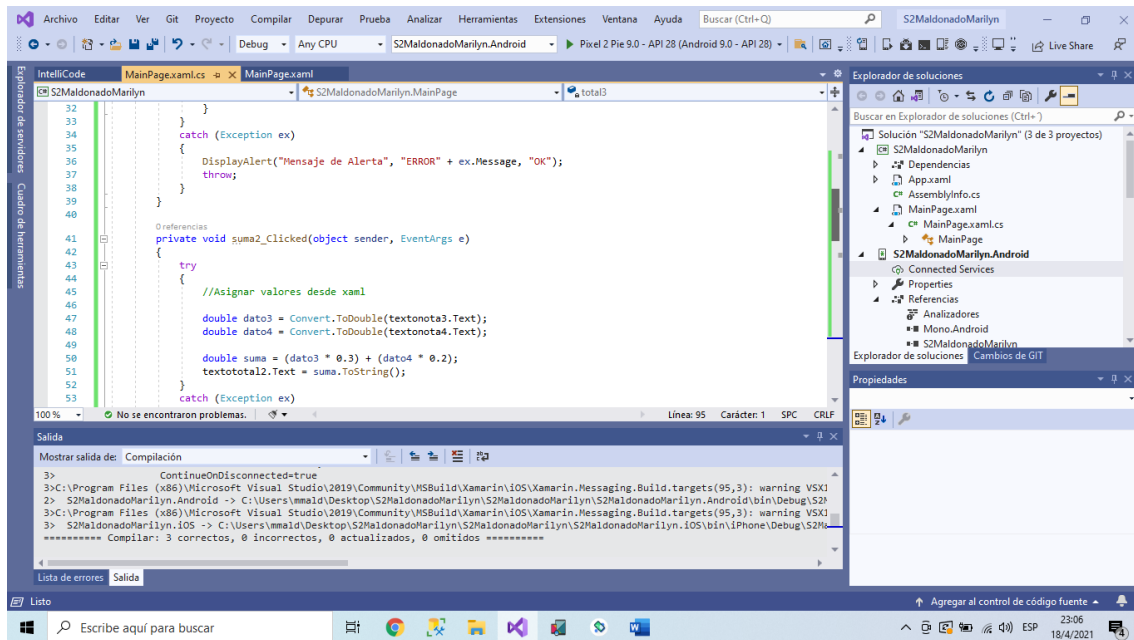 Archivo Editar Ver Git Proyecto Compilar Depurar Prueba Analizar Herramientas Extensiones Ventana Ayuda Buscar (Ctrl+Q) S2MaldonadoMarilyn
Debug Any CPU S2MaldonadoMarilyn.Android Pixel 2 Pie 9.0 - API 28 (Android 9.0 - API 28) Live Share
Explorador de servidores
Cuadro de herramientas
IntelliCode MainPage.xaml.cs MainPage.xaml
S2MaldonadoMarilyn S2MaldonadoMarilyn.MainPage total3
32 }
33 }
34 catch (Exception ex)
35 {
36 DisplayAlert("Mensaje de Alerta", "ERROR" + ex.Message, "OK");
37 throw;
38 }
39 }
40
0 referencias
41 private void suma2_Clicked(object sender, EventArgs e)
42 {
43 try
44 {
45 //Asignar valores desde xaml
46
47 double dato3 = Convert.ToDouble(textonota3.Text);
48 double dato4 = Convert.ToDouble(textonota4.Text);
49
50 double suma = (dato3 * 0.3) + (dato4 * 0.2);
51 textototal2.Text = suma.ToString();
52 }
53 catch (Exception ex)
100 % No se encontraron problemas. Línea: 95 Carácter: 1 SPC CRLF
Salida
Mostrar salida de: Compilación
3> ContinueOnDisconnected=true
3>C:\Program Files (x86)\Microsoft Visual Studio\2019\Community\MSBuild\Xamarin\iOS\Xamarin.Messaging.Build.targets(95,3): warning VSX1
2> S2MaldonadoMarilyn.Android -> C:\Users\mmald\Desktop\S2MaldonadoMarilyn\S2MaldonadoMarilyn\S2MaldonadoMarilyn.Android\bin\Debug\S2M
3>C:\Program Files (x86)\Microsoft Visual Studio\2019\Community\MSBuild\Xamarin\iOS\Xamarin.Messaging.Build.targets(95,3): warning VSX1
3> S2MaldonadoMarilyn.iOS -> C:\Users\mmald\Desktop\S2MaldonadoMarilyn\S2MaldonadoMarilyn\S2MaldonadoMarilyn.iOS\bin\iPhone\Debug\S2Ma
========== Compilar: 3 correctos, 0 incorrectos, 0 actualizados, 0 omitidos ==========
Lista de errores Salida
Explorador de soluciones
Buscar en Explorador de soluciones (Ctrl+´)
Solución "S2MaldonadoMarilyn" (3 de 3 proyectos)
S2MaldonadoMarilyn
Dependencias
App.xaml
AssemblyInfo.cs
MainPage.xaml
MainPage.xaml.cs
MainPage
S2MaldonadoMarilyn.Android
Connected Services
Properties
Referencias
Analizadores
Mono.Android
S2MaldonadoMarilyn
Explorador de soluciones Cambios de GIT
Propiedades
Listo Agregar al control de código fuente
Escribe aquí para buscar ESP 23:06
18/4/2021 4